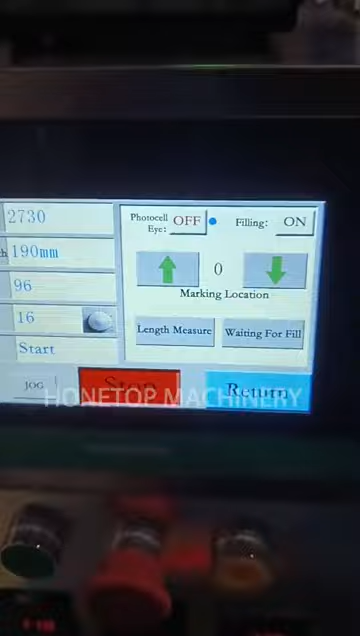 2730
Photocell Eye: OFF
Filling: ON
h 190mm
96
0
Marking Location
16
Length Measure
Waiting For Fill
Start
JOG
Stop
Return
HONETOP MACHINERY